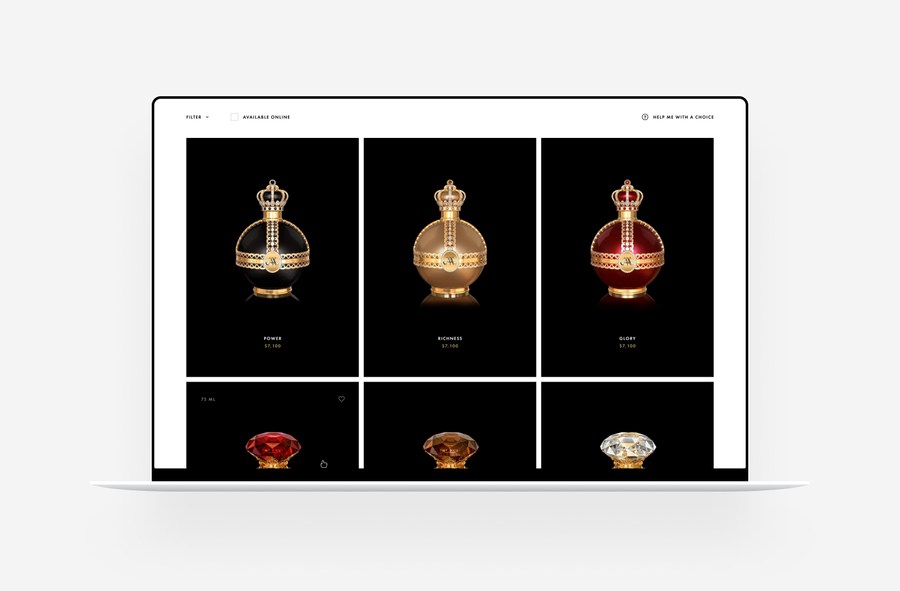 FILTER
AVAILABLE ONLINE
HELP ME WITH A CHOICE
POWER
$7,100
RICHNESS
$7,100
GLORY
$7,100
75 ML